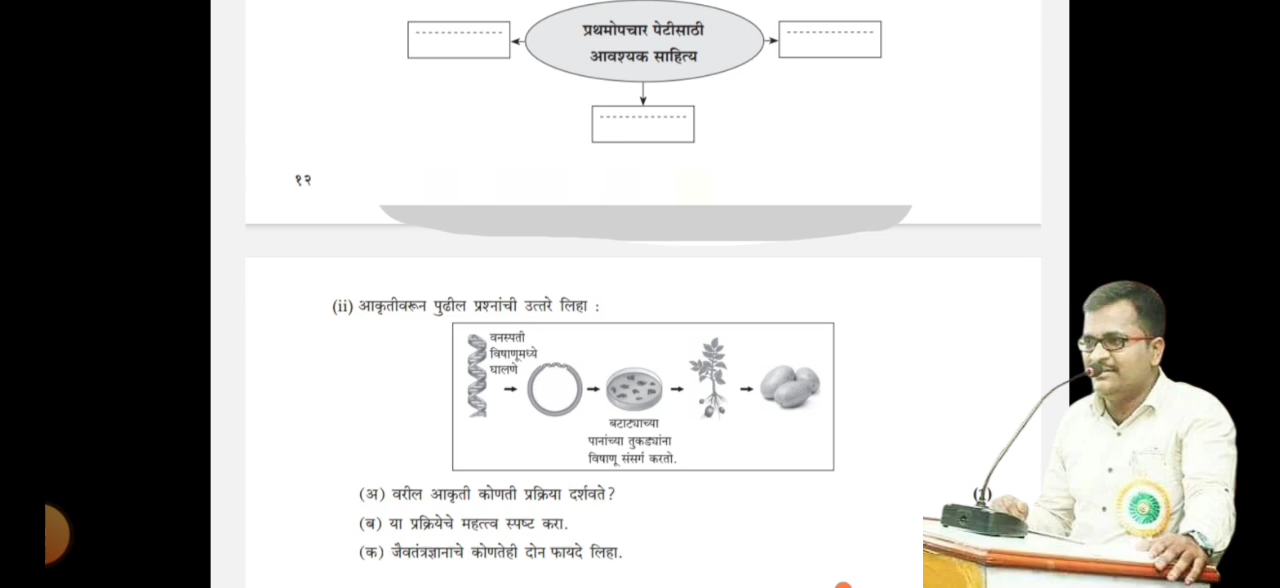 प्रथमोपचार पेटीसाठी
आवश्यक साहित्य
१२
(ii) आकृतीवरून पुढील प्रश्नांची उत्तरे लिहा :
वनस्पती
विषाणूमध्ये
घालणे
बटाट्याच्या
पानांच्या तुकड्यांना
विषाणू संसर्ग करतो.
(अ) वरील आकृती कोणती प्रक्रिया दर्शवते?
(ब) या प्रक्रियेचे महत्त्व स्पष्ट करा.
(क) जैवतंत्रज्ञानाचे कोणतेही दोन फायदे लिहा.